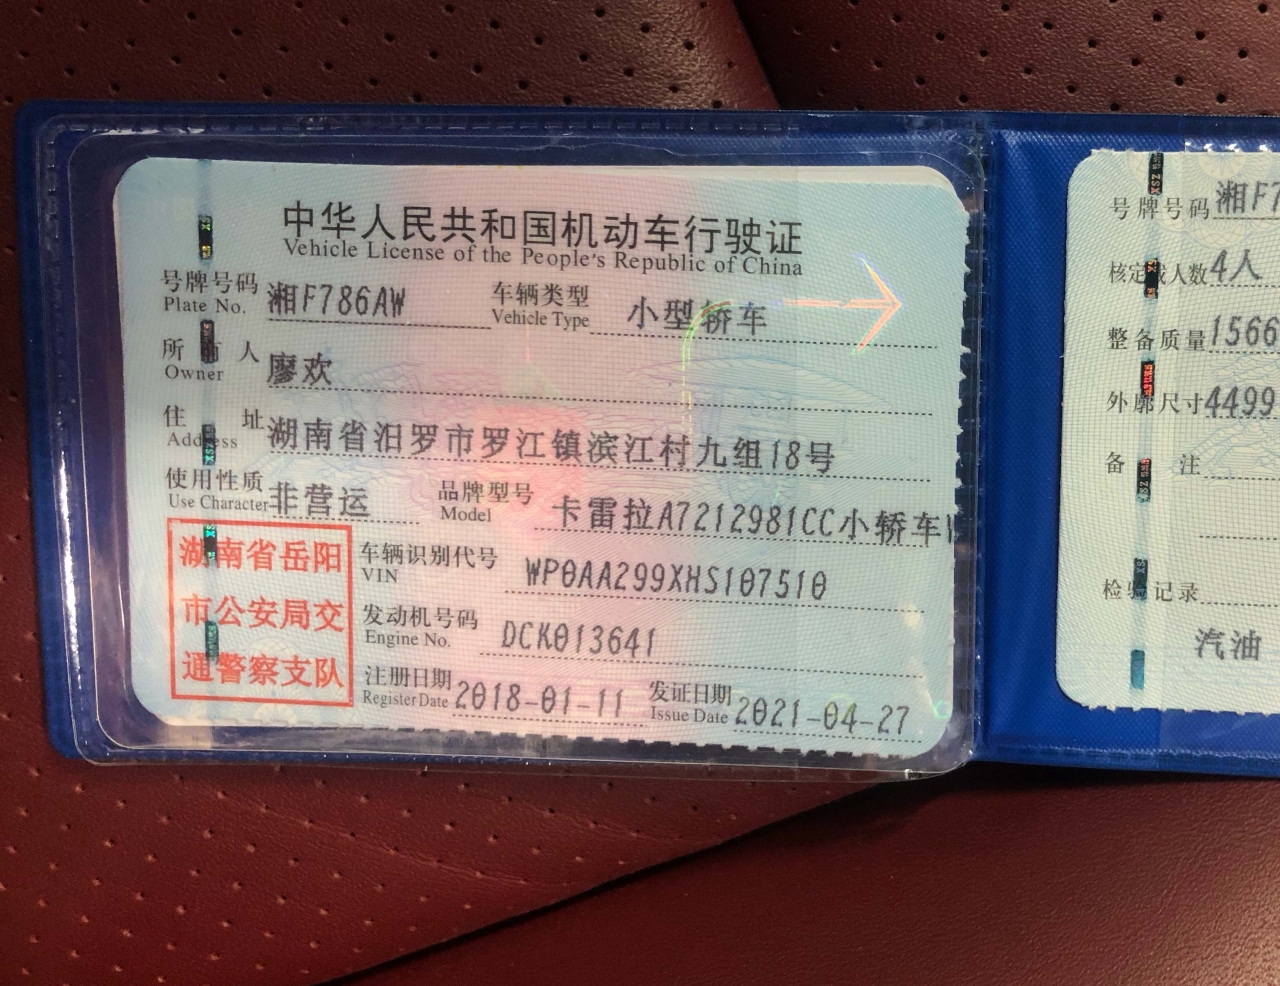 中华人民共和国机动车行驶证
Vehicle License of the People's Republic of China
号牌号码 湘F786AW 车辆类型 小型轿车
Plate No. Vehicle Type
所有人 廖欢
Owner
住址 湖南省汨罗市罗江镇滨江村九组18号
Address
使用性质 非营运 品牌型号 卡雷拉A7212981CC小轿车
Use Character Model
湖南省岳阳
市公安局交
通警察支队
车辆识别代号 WP0AA299XHS107510
VIN
发动机号码 DCK013641
Engine No.
注册日期 2018-01-11 发证日期 2021-04-27
Register Date Issue Date
号牌号码 湘F7
核定载人数 4人
整备质量 1566
外廓尺寸 4499
备注
检验记录
汽油